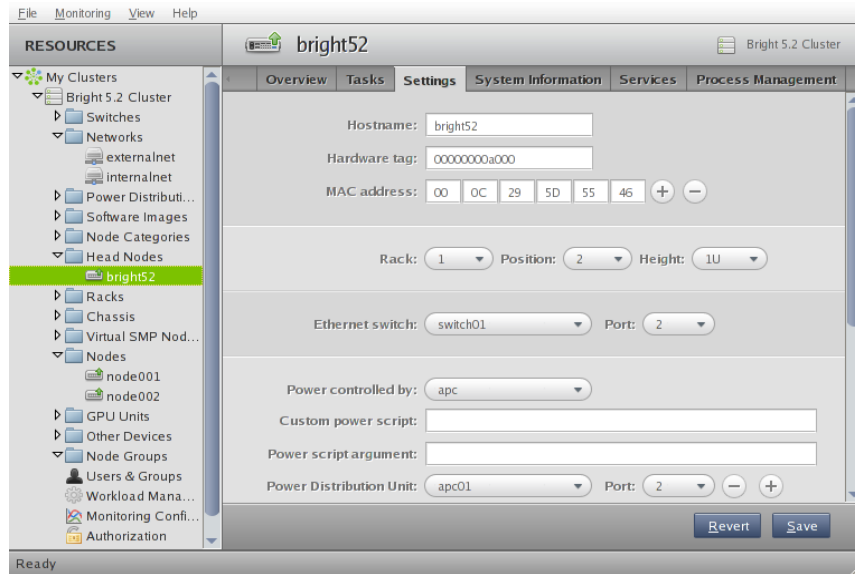 File Monitoring View Help
RESOURCES
bright52
Bright 5.2 Cluster
My Clusters
Bright 5.2 Cluster
Switches
Networks
externalnet
internalnet
Power Distributi...
Software Images
Node Categories
Head Nodes
bright52
Racks
Chassis
Virtual SMP Nod...
Nodes
node001
node002
GPU Units
Other Devices
Node Groups
Users & Groups
Workload Mana...
Monitoring Confi...
Authorization
Overview Tasks Settings System Information Services Process Management
Hostname: bright52
Hardware tag: 00000000a000
MAC address: 00 0C 29 5D 55 46 + −
Rack: 1 Position: 2 Height: 1U
Ethernet switch: switch01 Port: 2
Power controlled by: apc
Custom power script:
Power script argument:
Power Distribution Unit: apc01 Port: 2 − +
Revert Save
Ready